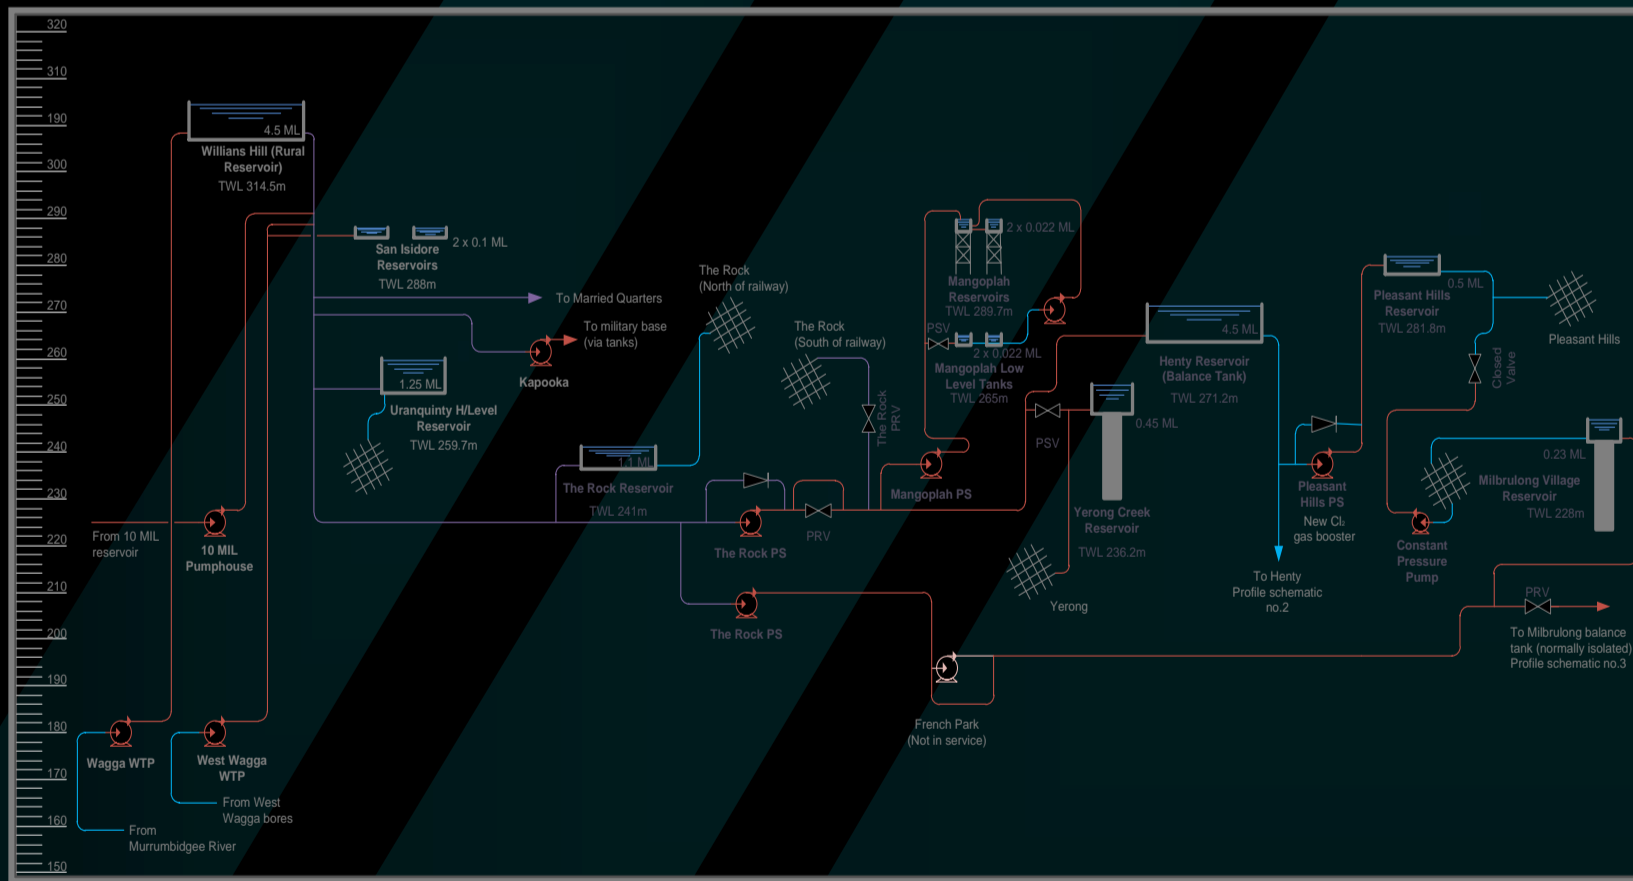 320
310
190
300
290
280
270
260
250
240
230
220
210
200
190
180
170
160
150
4.5 ML
Willians Hill (Rural
Reservoir)
TWL 314.5m
San Isidore
Reservoirs
TWL 288m
2 x 0.1 ML
To Married Quarters
To military base
(via tanks)
Kapooka
1.25 ML
Uranquinty H/Level
Reservoir
TWL 259.7m
From 10 MIL
reservoir
10 MIL
Pumphouse
Wagga WTP
West Wagga
WTP
From West
Wagga bores
From
Murrumbidgee River
The Rock
(North of railway)
The Rock
(South of railway)
1.1 ML
The Rock Reservoir
TWL 241m
The Rock PS
The Rock PS
PRV
The Rock
PRV
2 x 0.022 ML
Mangoplah
Reservoirs
TWL 289.7m
PSV
2 x 0.022 ML
Mangoplah Low
Level Tanks
TWL 265m
Mangoplah PS
PSV
0.45 ML
Yerong Creek
Reservoir
TWL 236.2m
Yerong
French Park
(Not in service)
4.5 ML
Henty Reservoir
(Balance Tank)
TWL 271.2m
To Henty
Profile schematic
no.2
Pleasant
Hills PS
New Cl₂
gas booster
0.5 ML
Pleasant Hills
Reservoir
TWL 281.8m
Pleasant Hills
Closed
Valve
0.23 ML
Milbrulong Village
Reservoir
TWL 228m
Constant
Pressure
Pump
PRV
To Milbrulong balance
tank (normally isolated)
Profile schematic no.3